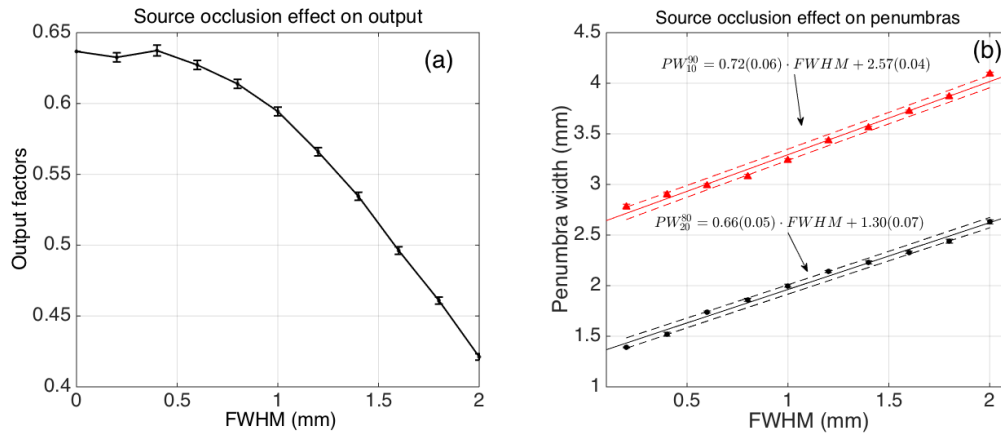 Source occlusion effect on output
(a)
Output factors
0.65
0.6
0.55
0.5
0.45
0.4
0
0.5
1
1.5
2
FWHM (mm)
Source occlusion effect on penumbras
(b)
$PW_{10}^{90} = 0.72(0.06) \cdot FWHM + 2.57(0.04)$
$PW_{20}^{80} = 0.66(0.05) \cdot FWHM + 1.30(0.07)$
Penumbra width (mm)
4.5
4
3.5
3
2.5
2
1.5
1
0.5
1
1.5
2
FWHM (mm)